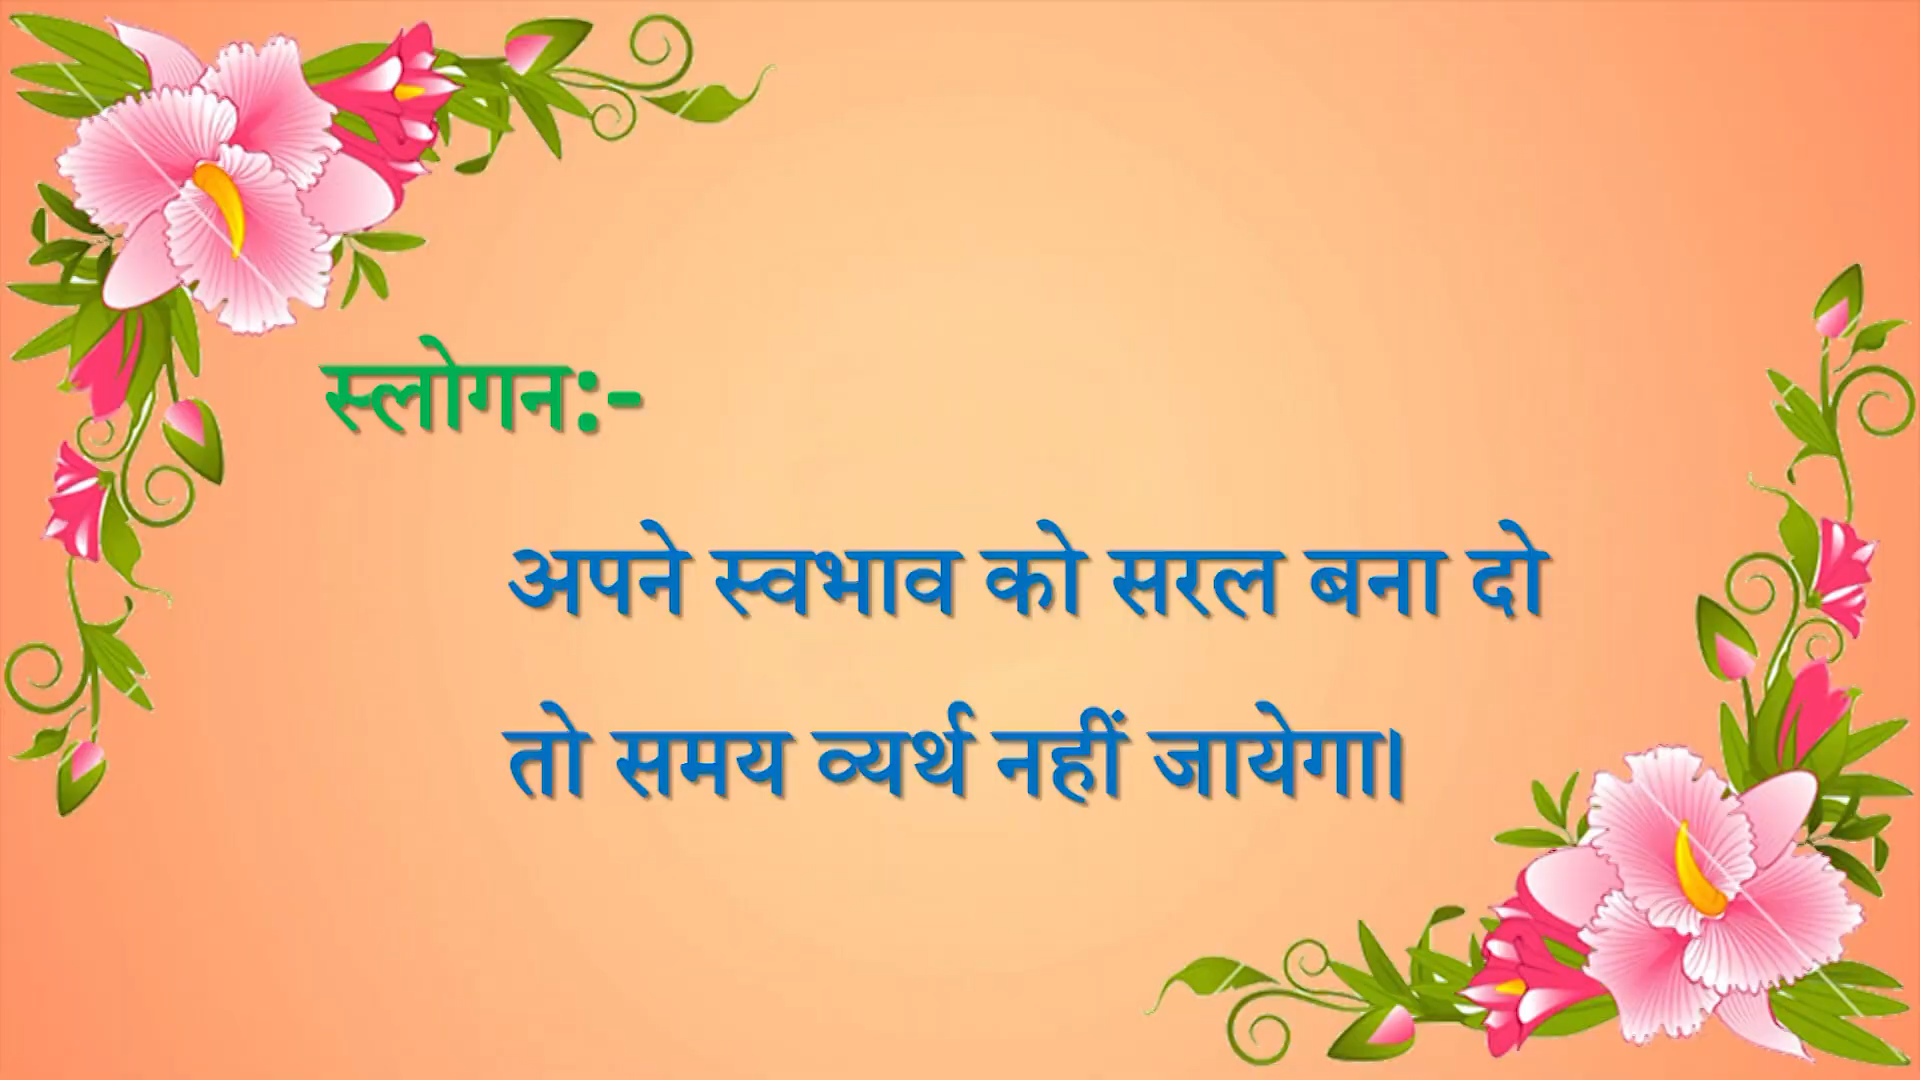 स्लोगन:-
अपने स्वभाव को सरल बना दो
तो समय व्यर्थ नहीं जायेगा।